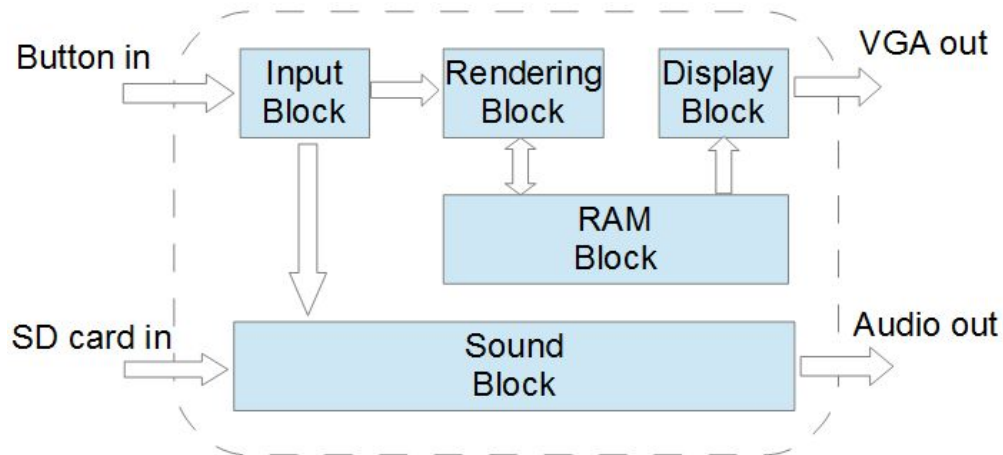 Button in
Input
Block
Rendering
Block
Display
Block
VGA out
RAM
Block
SD card in
Sound
Block
Audio out